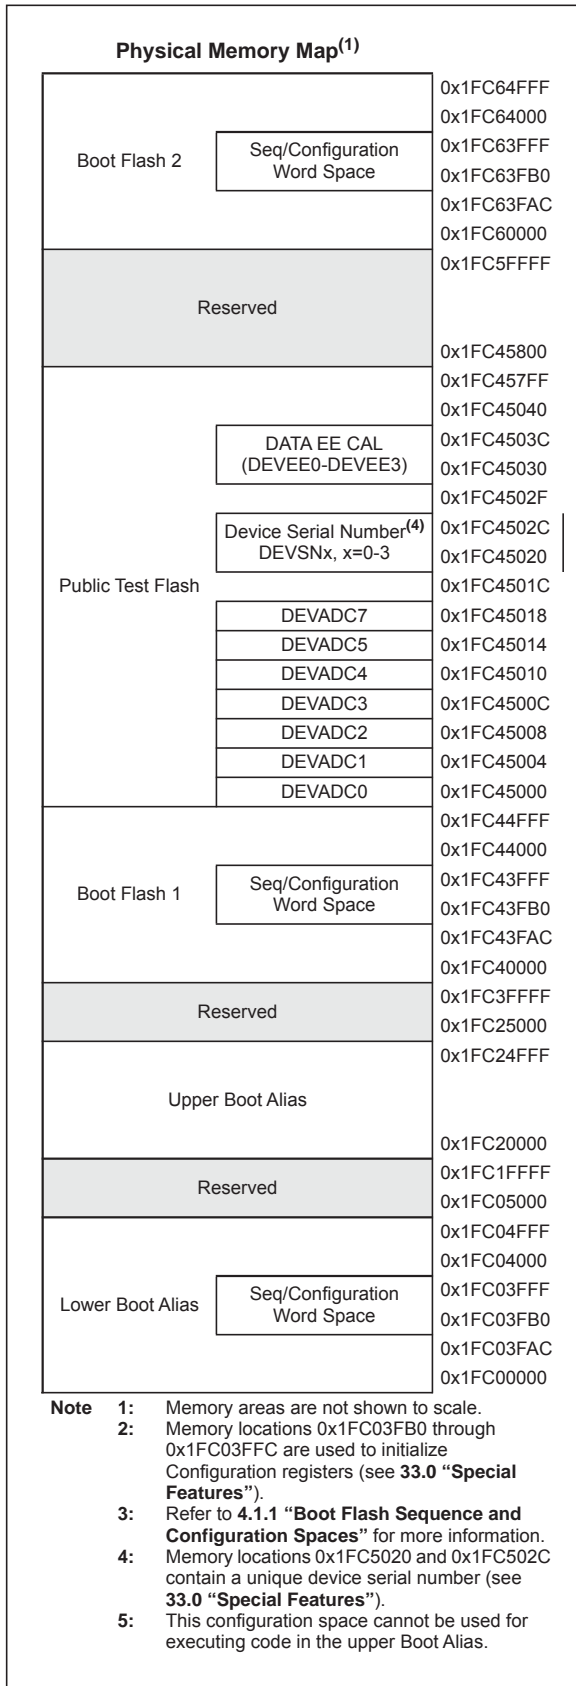 Physical Memory Map(1)
0x1FC64FFF
0x1FC64000
Boot Flash 2
Seq/Configuration
Word Space
0x1FC63FFF
0x1FC63FB0
0x1FC63FAC
0x1FC60000
Reserved
0x1FC5FFFF
0x1FC45800
Public Test Flash
0x1FC457FF
0x1FC45040
DATA EE CAL
(DEVEE0-DEVEE3)
0x1FC4503C
0x1FC45030
0x1FC4502F
Device Serial Number(4)
DEVSNx, x=0-3
0x1FC4502C
0x1FC45020
0x1FC4501C
DEVADC7 0x1FC45018
DEVADC5 0x1FC45014
DEVADC4 0x1FC45010
DEVADC3 0x1FC4500C
DEVADC2 0x1FC45008
DEVADC1 0x1FC45004
DEVADC0 0x1FC45000
0x1FC44FFF
0x1FC44000
Boot Flash 1
Seq/Configuration
Word Space
0x1FC43FFF
0x1FC43FB0
0x1FC43FAC
0x1FC40000
Reserved
0x1FC3FFFF
0x1FC25000
Upper Boot Alias
0x1FC24FFF
0x1FC20000
Reserved
0x1FC1FFFF
0x1FC05000
0x1FC04FFF
0x1FC04000
Lower Boot Alias
Seq/Configuration
Word Space
0x1FC03FFF
0x1FC03FB0
0x1FC03FAC
0x1FC00000
Note 1: Memory areas are not shown to scale.
2: Memory locations 0x1FC03FB0 through
0x1FC03FFC are used to initialize
Configuration registers (see 33.0 “Special
Features”).
3: Refer to 4.1.1 “Boot Flash Sequence and
Configuration Spaces” for more information.
4: Memory locations 0x1FC5020 and 0x1FC502C
contain a unique device serial number (see
33.0 “Special Features”).
5: This configuration space cannot be used for
executing code in the upper Boot Alias.